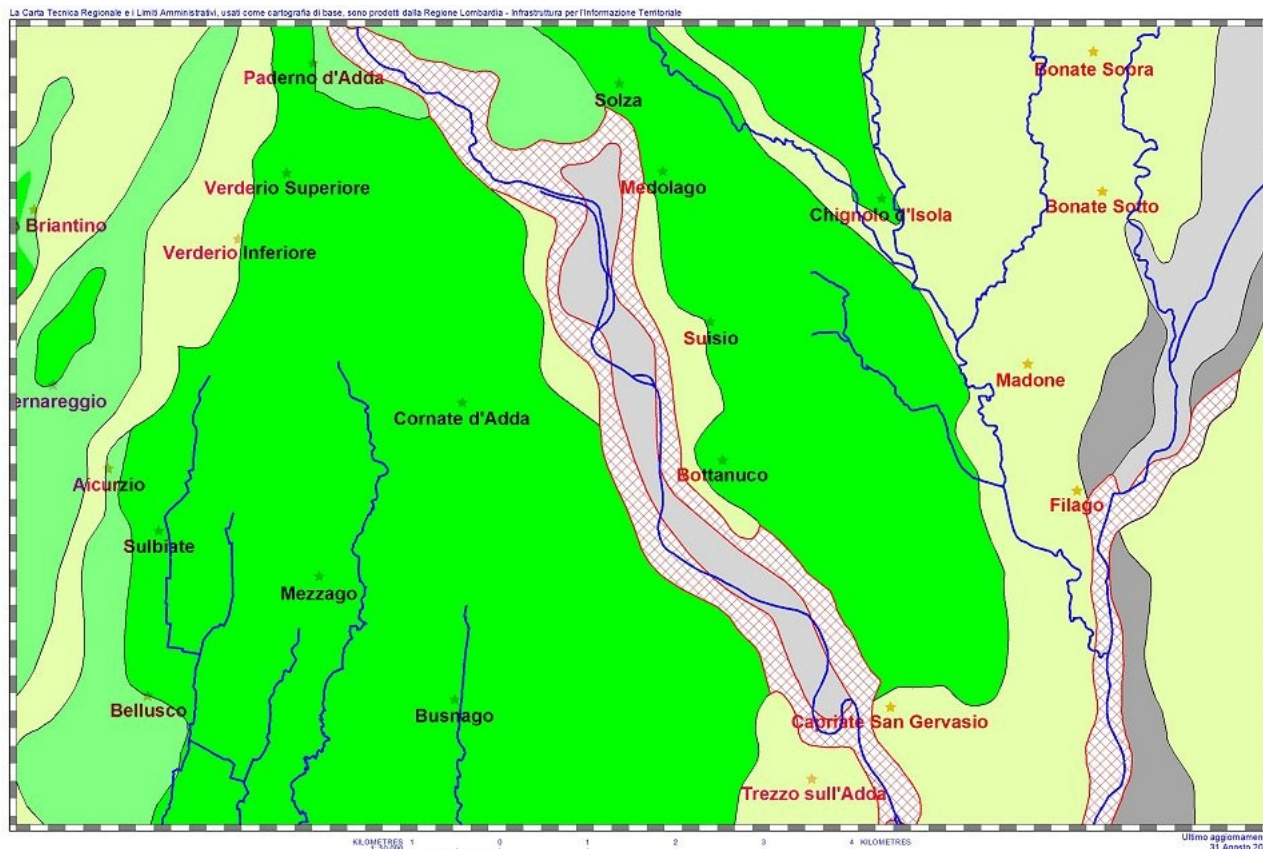 La Carta Tecnica Regionale e i Limiti Amministrativi, usati come cartografia di base, sono prodotti dalla Regione Lombardia - Infrastruttura per l'Informazione Territoriale
Bonate Sopra
Paderno d'Adda
Solza
Verderio Superiore
Medolago
Bonate Sotto
Chignolo d'Isola
Briantino
Verderio Inferiore
Suisio
Madone
ernareggio
Cornate d'Adda
Bottanuco
Aicurzio
Filago
Sulbiate
Mezzago
Bellusco
Busnago
Capriate San Gervasio
Trezzo sull'Adda
KILOMETRES 1 0 1 2 3 4 KILOMETRES
Ultimo aggiornamen
31 Agosto 20